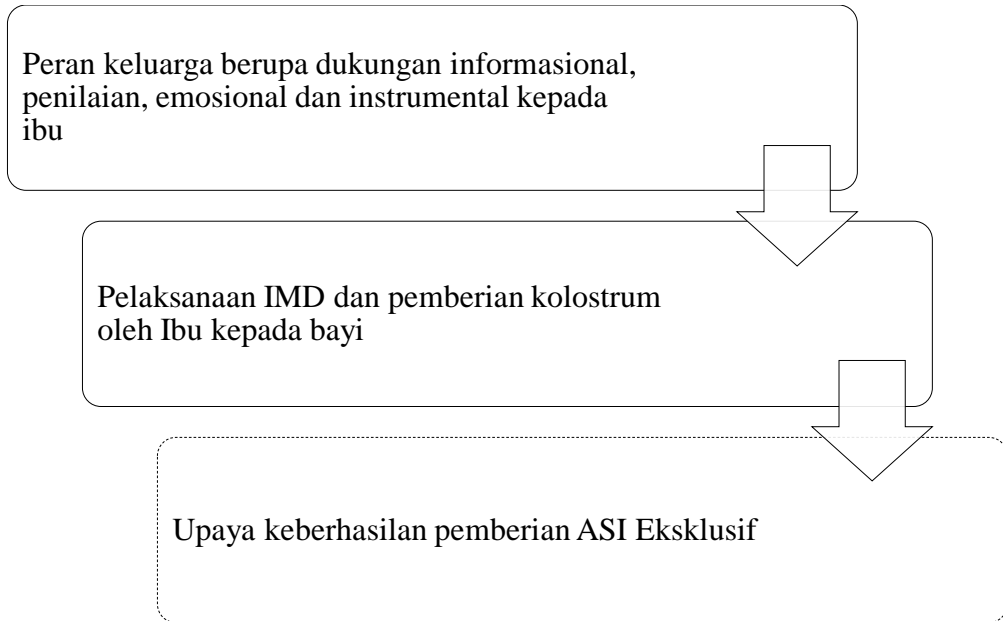 Peran keluarga berupa dukungan informasional,
penilaian, emosional dan instrumental kepada
ibu
Pelaksanaan IMD dan pemberian kolostrum
oleh Ibu kepada bayi
Upaya keberhasilan pemberian ASI Eksklusif